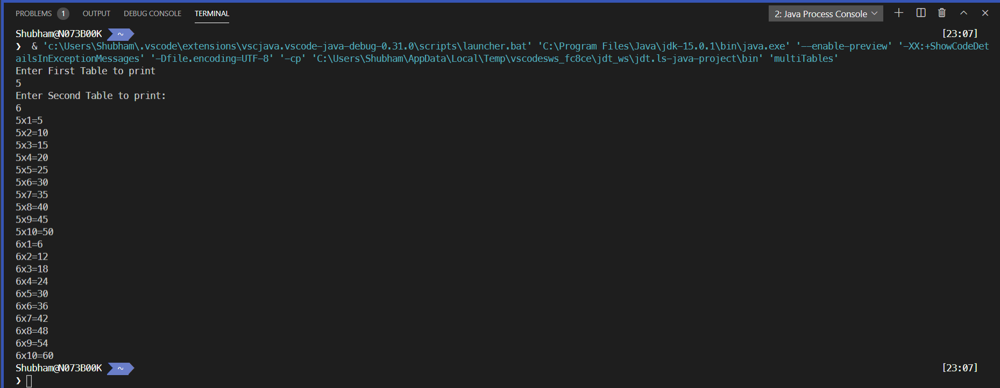 PROBLEMS 1 OUTPUT DEBUG CONSOLE TERMINAL 2: Java Process Console
Shubham@N073B00K ~ [23:07]
❯ & 'c:\Users\Shubham\.vscode\extensions\vscjava.vscode-java-debug-0.31.0\scripts\launcher.bat' 'C:\Program Files\Java\jdk-15.0.1\bin\java.exe' '--enable-preview' '-XX:+ShowCodeDet
ailsInExceptionMessages' '-Dfile.encoding=UTF-8' '-cp' 'C:\Users\Shubham\AppData\Local\Temp\vscodesws_fc8ce\jdt_ws\jdt.ls-java-project\bin' 'multiTables'
Enter First Table to print
5
Enter Second Table to print:
6
5x1=5
5x2=10
5x3=15
5x4=20
5x5=25
5x6=30
5x7=35
5x8=40
5x9=45
5x10=50
6x1=6
6x2=12
6x3=18
6x4=24
6x5=30
6x6=36
6x7=42
6x8=48
6x9=54
6x10=60
Shubham@N073B00K ~ [23:07]
❯